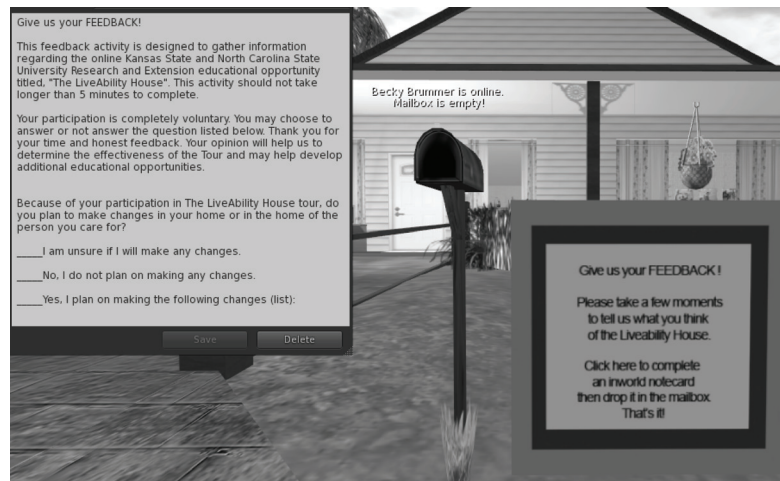 Give us your FEEDBACK!
This feedback activity is designed to gather information
regarding the online Kansas State and North Carolina State
University Research and Extension educational opportunity
titled, "The LiveAbility House". This activity should not take
longer than 5 minutes to complete.
Your participation is completely voluntary. You may choose to
answer or not answer the question listed below. Thank you for
your time and honest feedback. Your opinion will help us to
determine the effectiveness of the Tour and may help develop
additional educational opportunities.
Because of your participation in The LiveAbility House tour, do
you plan to make changes in your home or in the home of the
person you care for?
_____I am unsure if I will make any changes.
_____No, I do not plan on making any changes.
_____Yes, I plan on making the following changes (list):
Save Delete
Becky Brummer is online.
Mailbox is empty!
Give us your FEEDBACK !
Please take a few moments
to tell us what you think
of the Liveability House.
Click here to complete
an inworld notecard
then drop it in the mailbox.
That's it!